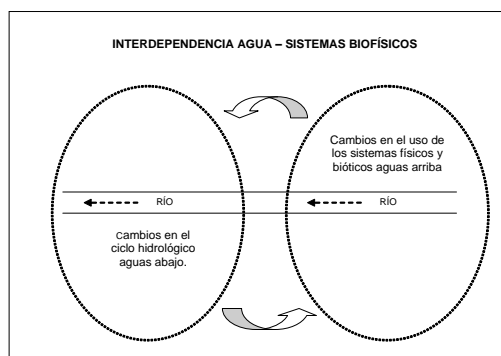 INTERDEPENDENCIA AGUA – SISTEMAS BIOFÍSICOS
Cambios en el uso de
los sistemas físicos y
bióticos aguas arriba
RÍO
RÍO
Cambios en el
ciclo hidrológico
aguas abajo.